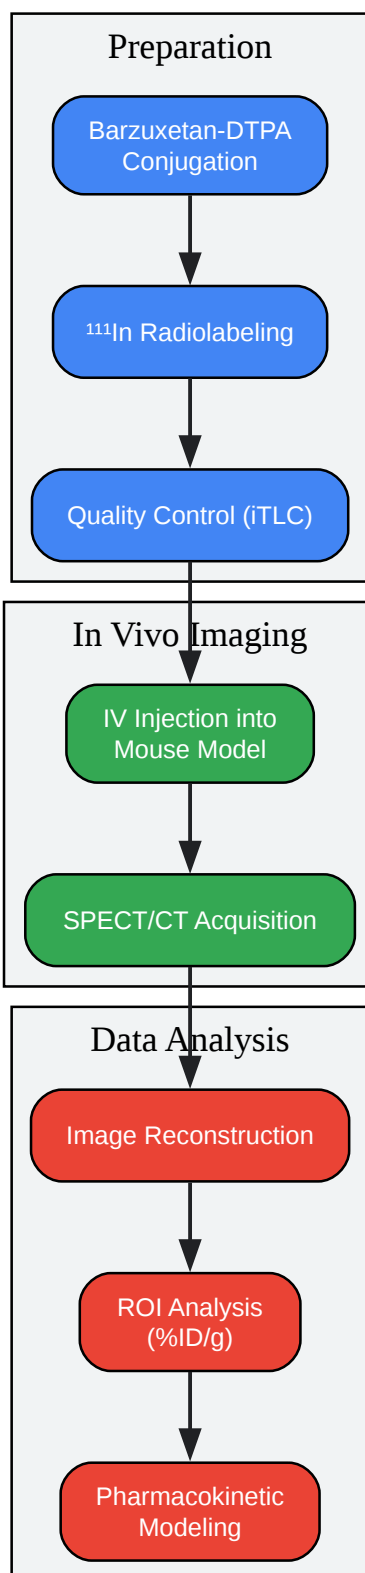 Preparation
Barzuxetan-DTPA
Conjugation
¹¹¹In Radiolabeling
Quality Control (iTLC)
In Vivo Imaging
IV Injection into
Mouse Model
SPECT/CT Acquisition
Data Analysis
Image Reconstruction
ROI Analysis
(%ID/g)
Pharmacokinetic
Modeling